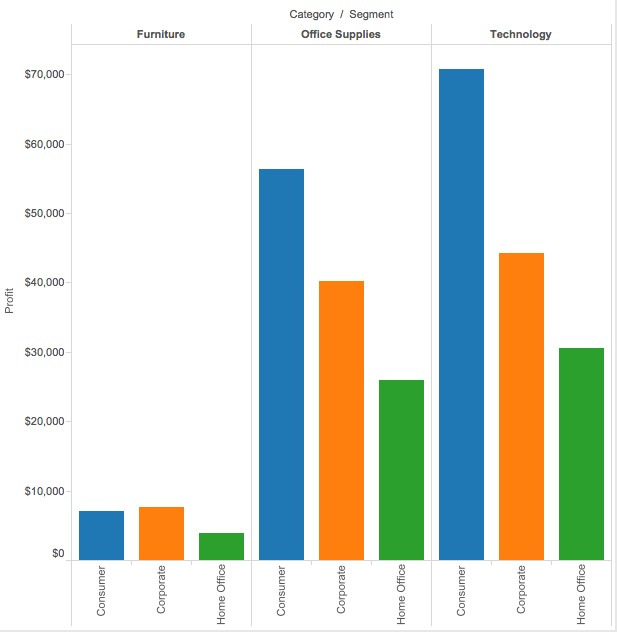 Category / Segment
Furniture
Office Supplies
Technology
$70,000
$60,000
$50,000
$40,000
$30,000
$20,000
$10,000
$0
Profit
Consumer
Corporate
Home Office
Consumer
Corporate
Home Office
Consumer
Corporate
Home Office